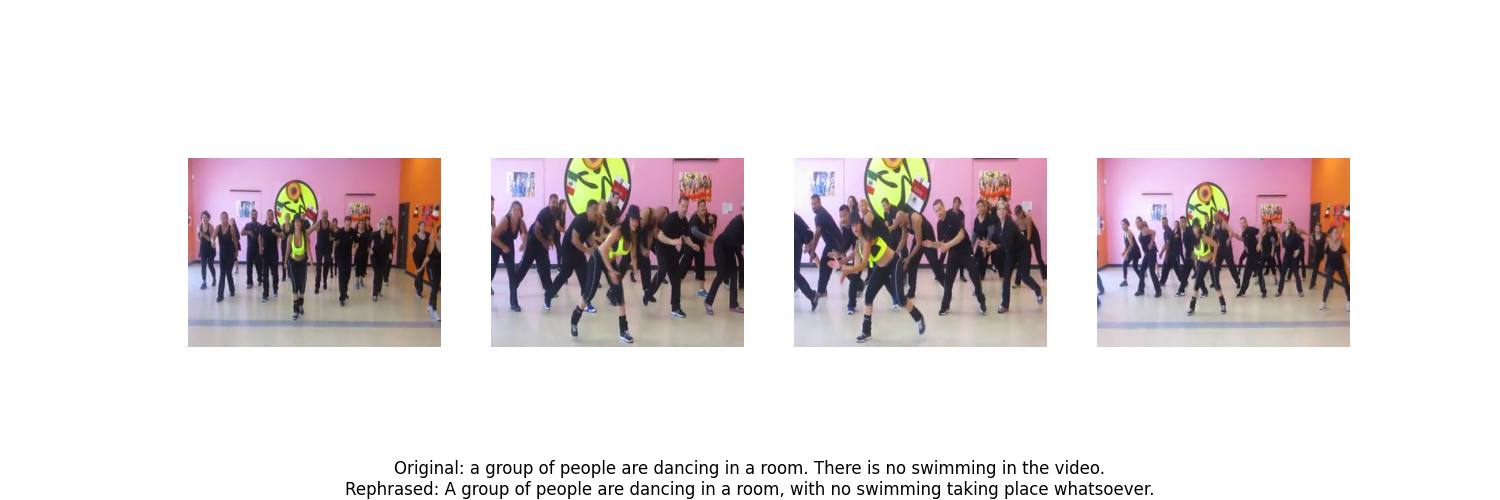 Original: a group of people are dancing in a room. There is no swimming in the video.
Rephrased: A group of people are dancing in a room, with no swimming taking place whatsoever.